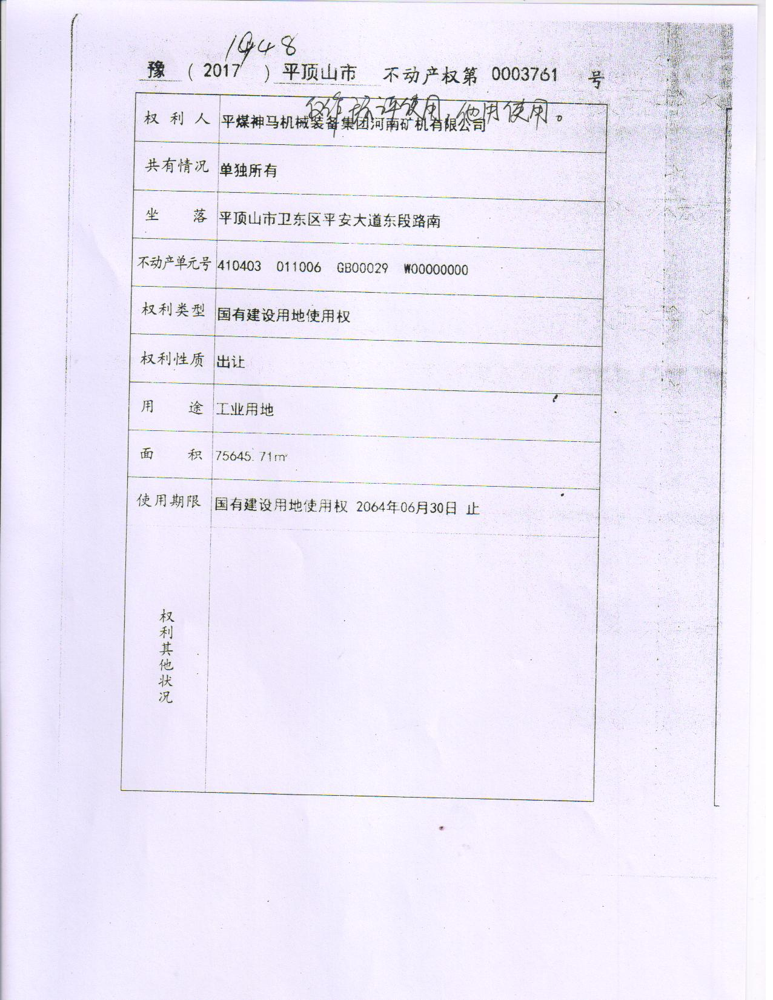 1948
豫 ( 2017 ) 平顶山市 不动产权第 0003761 号
仅作 评使用, 他用使用。
权利人 平煤神马机械装备集团河南矿机有限公司
共有情况 单独所有
坐落 平顶山市卫东区平安大道东段路南
不动产单元号 410403 011006 GB00029 W00000000
权利类型 国有建设用地使用权
权利性质 出让
用途 工业用地
面积 75645.71㎡
使用期限 国有建设用地使用权 2064年06月30日 止
权利其他状况